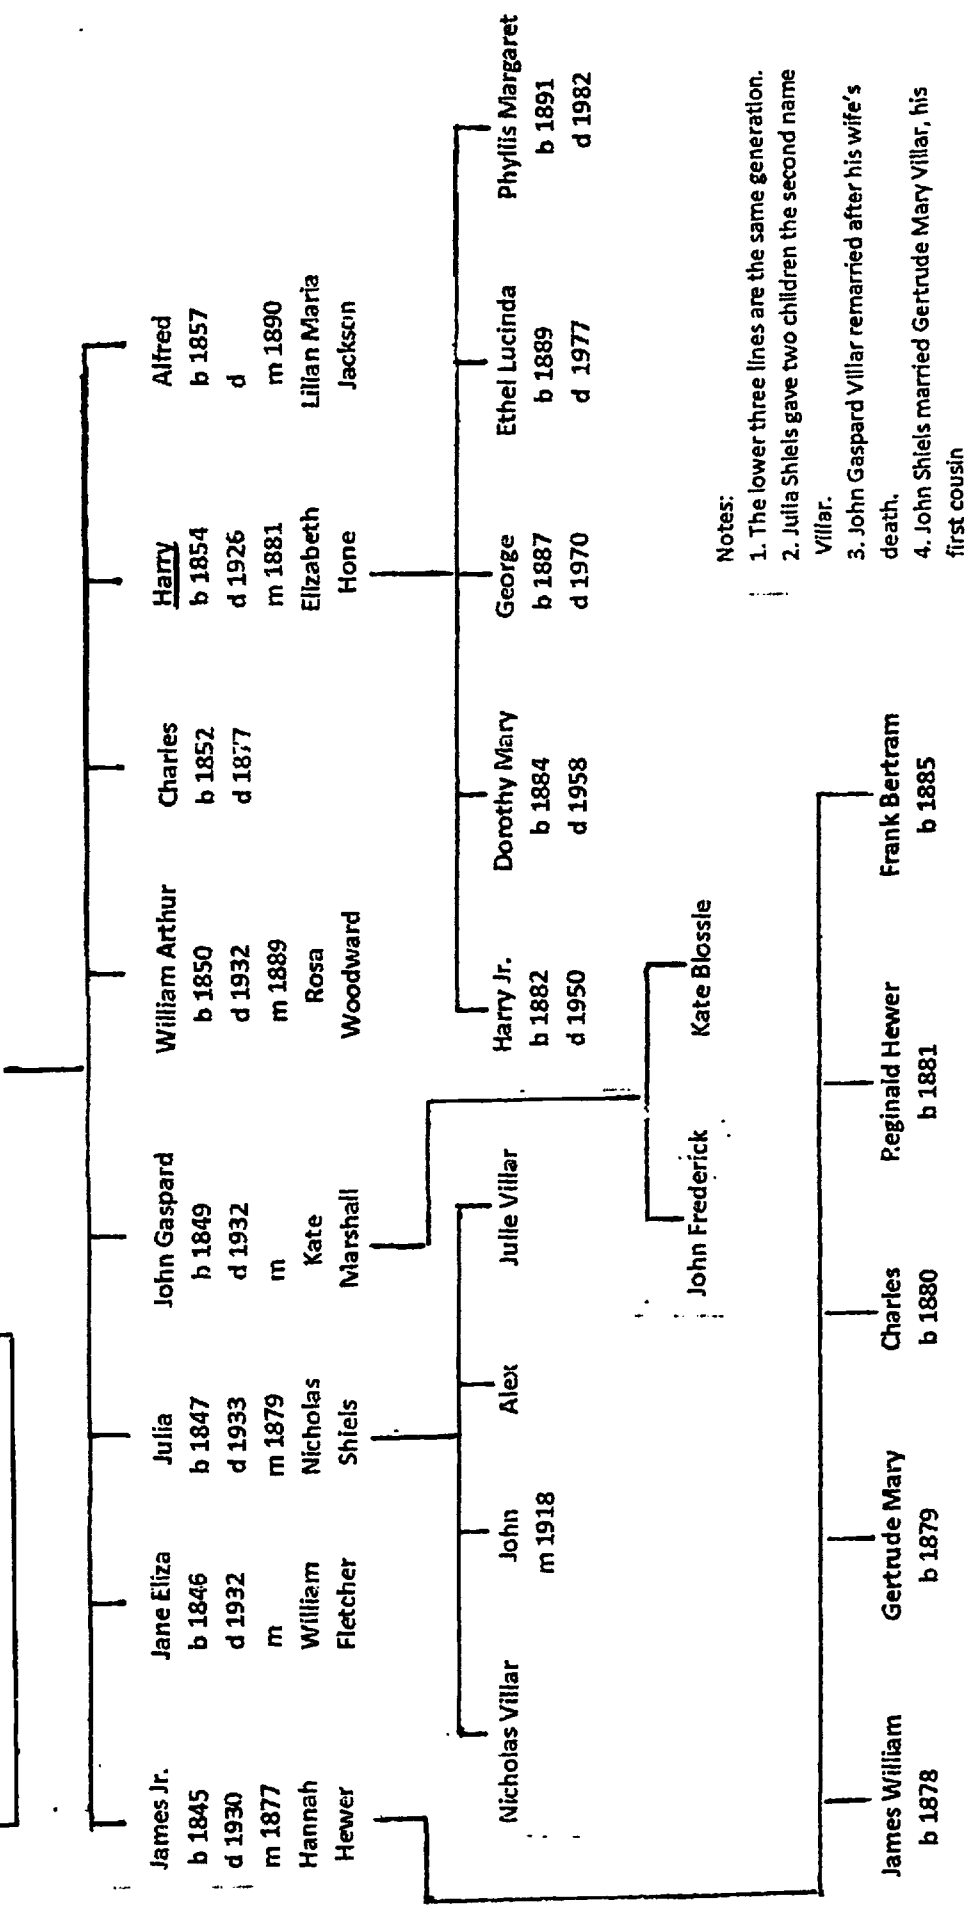 James Jr.
b 1845
d 1930
m 1877
Hannah
Hewer
Jane Eliza
b 1846
d 1932
m
William
Fletcher
Julia
b 1847
d 1933
m 1879
Nicholas
Shiels
John Gaspard
b 1849
d 1932
m
Kate
Marshall
William Arthur
b 1850
d 1932
m 1889
Rosa
Woodward
Charles
b 1852
d 1877
Harry
b 1854
d 1926
m 1881
Elizabeth
Hone
Alfred
b 1857
d
m 1890
Lilian Maria
Jackson
Nicholas Villar
John
m 1918
Alex
Julie Villar
Harry Jr.
b 1882
d 1950
Dorothy Mary
b 1884
d 1958
George
b 1887
d 1970
Ethel Lucinda
b 1889
d 1977
Phyllis Margaret
b 1891
d 1982
John Frederick
Kate Blossie
James William
b 1878
Gertrude Mary
b 1879
Charles
b 1880
Reginald Hewer
b 1881
Frank Bertram
b 1885
Notes:
1. The lower three lines are the same generation.
2. Julia Shiels gave two children the second name
Villar.
3. John Gaspard Villar remarried after his wife's
death.
4. John Shiels married Gertrude Mary Villar, his
first cousin